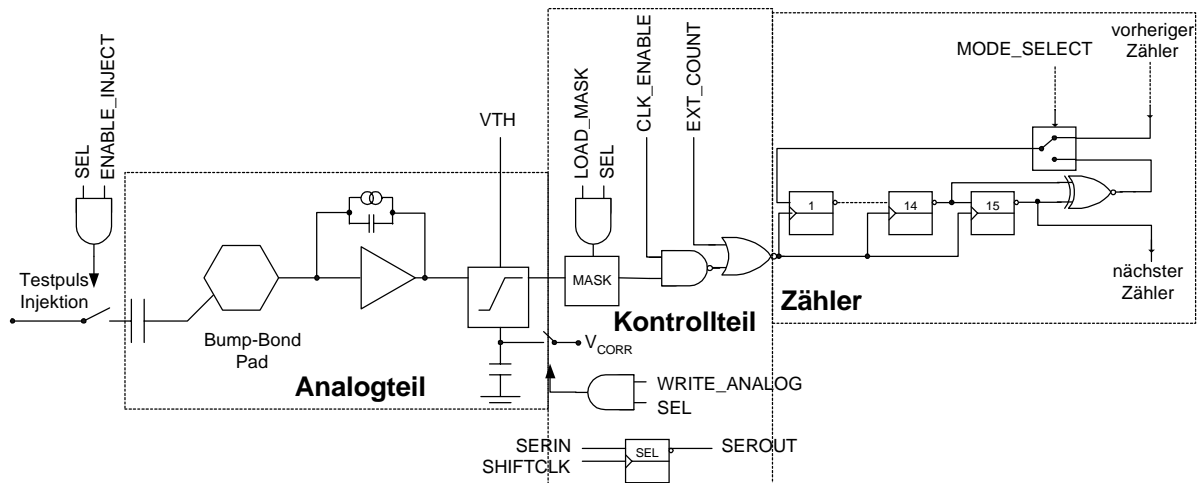 SEL
ENABLE_INJECT
Testpuls
Injektion
Bump-Bond
Pad
Analogteil
VTH
LOAD_MASK
SEL
MASK
CLK_ENABLE
EXT_COUNT
Kontrollteil
VCORR
WRITE_ANALOG
SEL
SERIN
SHIFTCLK
SEL
SEROUT
MODE_SELECT
vorheriger
Zähler
1
14
15
nächster
Zähler
Zähler